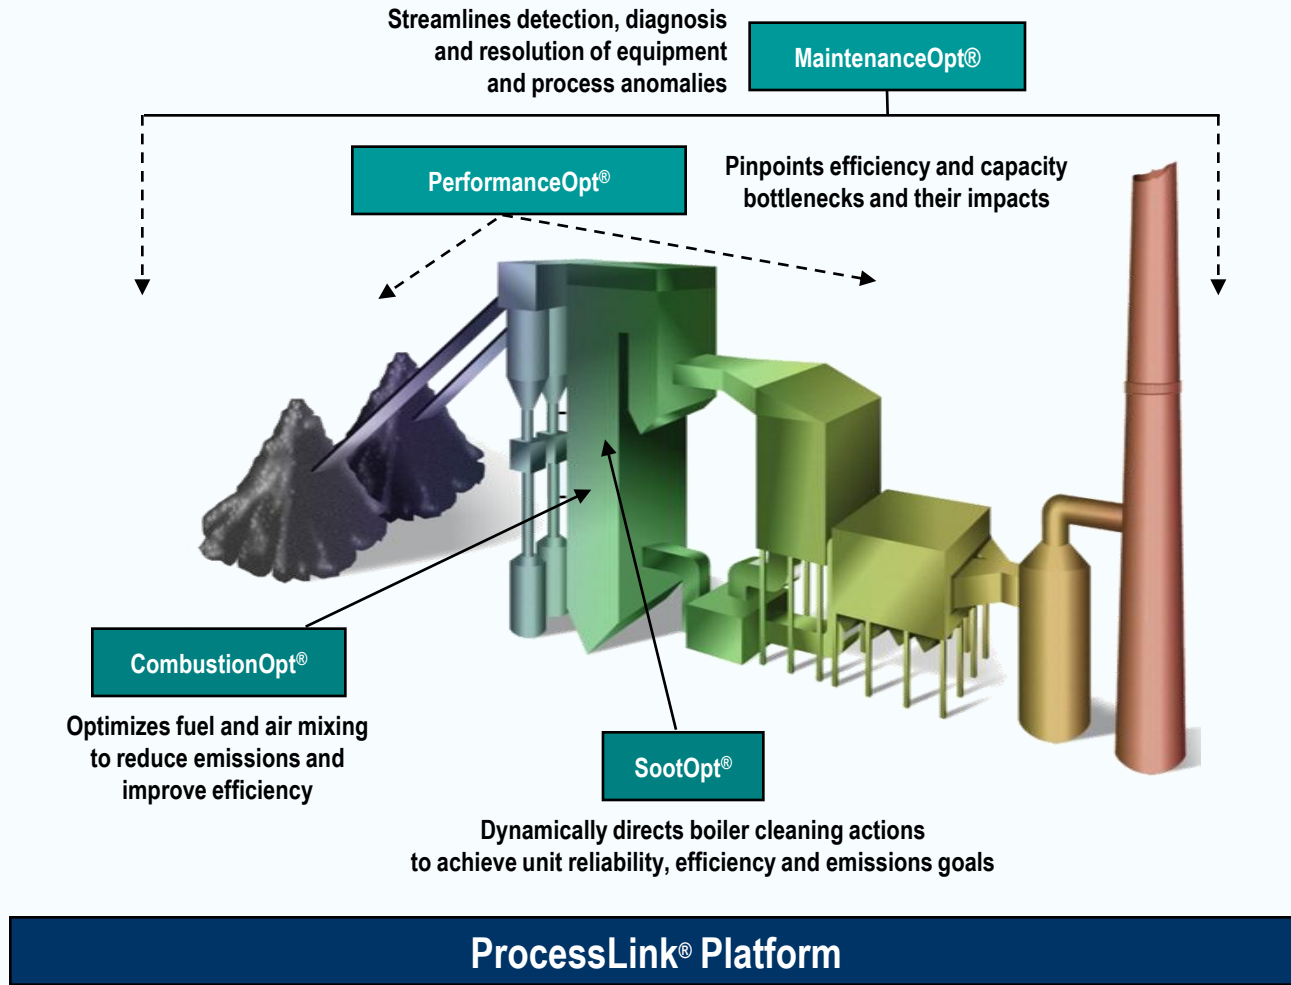 Streamlines detection, diagnosis
and resolution of equipment
and process anomalies
MaintenanceOpt®
PerformanceOpt®
Pinpoints efficiency and capacity
bottlenecks and their impacts
CombustionOpt®
Optimizes fuel and air mixing
to reduce emissions and
improve efficiency
SootOpt®
Dynamically directs boiler cleaning actions
to achieve unit reliability, efficiency and emissions goals
ProcessLink® Platform